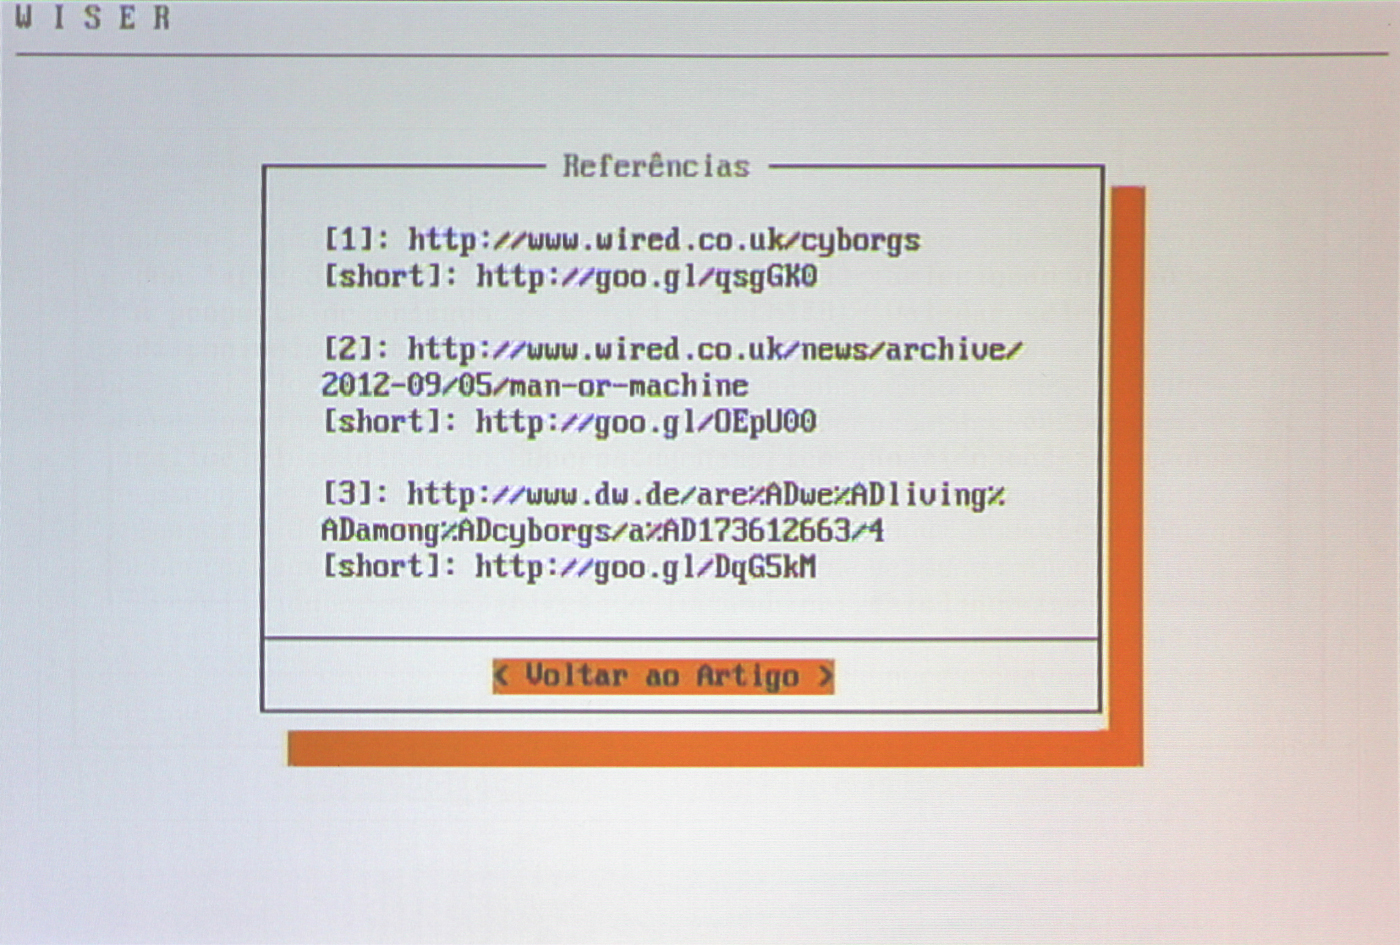 W I S E R
Referências
[1]: http://www.wired.co.uk/cyborgs
[short]: http://goo.gl/qsgGK0
[2]: http://www.wired.co.uk/news/archive/
2012-09/05/man-or-machine
[short]: http://goo.gl/OEpU00
[3]: http://www.dw.de/are%ADwe%ADliving%
ADamong%ADcyborgs/a%AD173612663/4
[short]: http://goo.gl/DqG5kM
< Voltar ao Artigo >